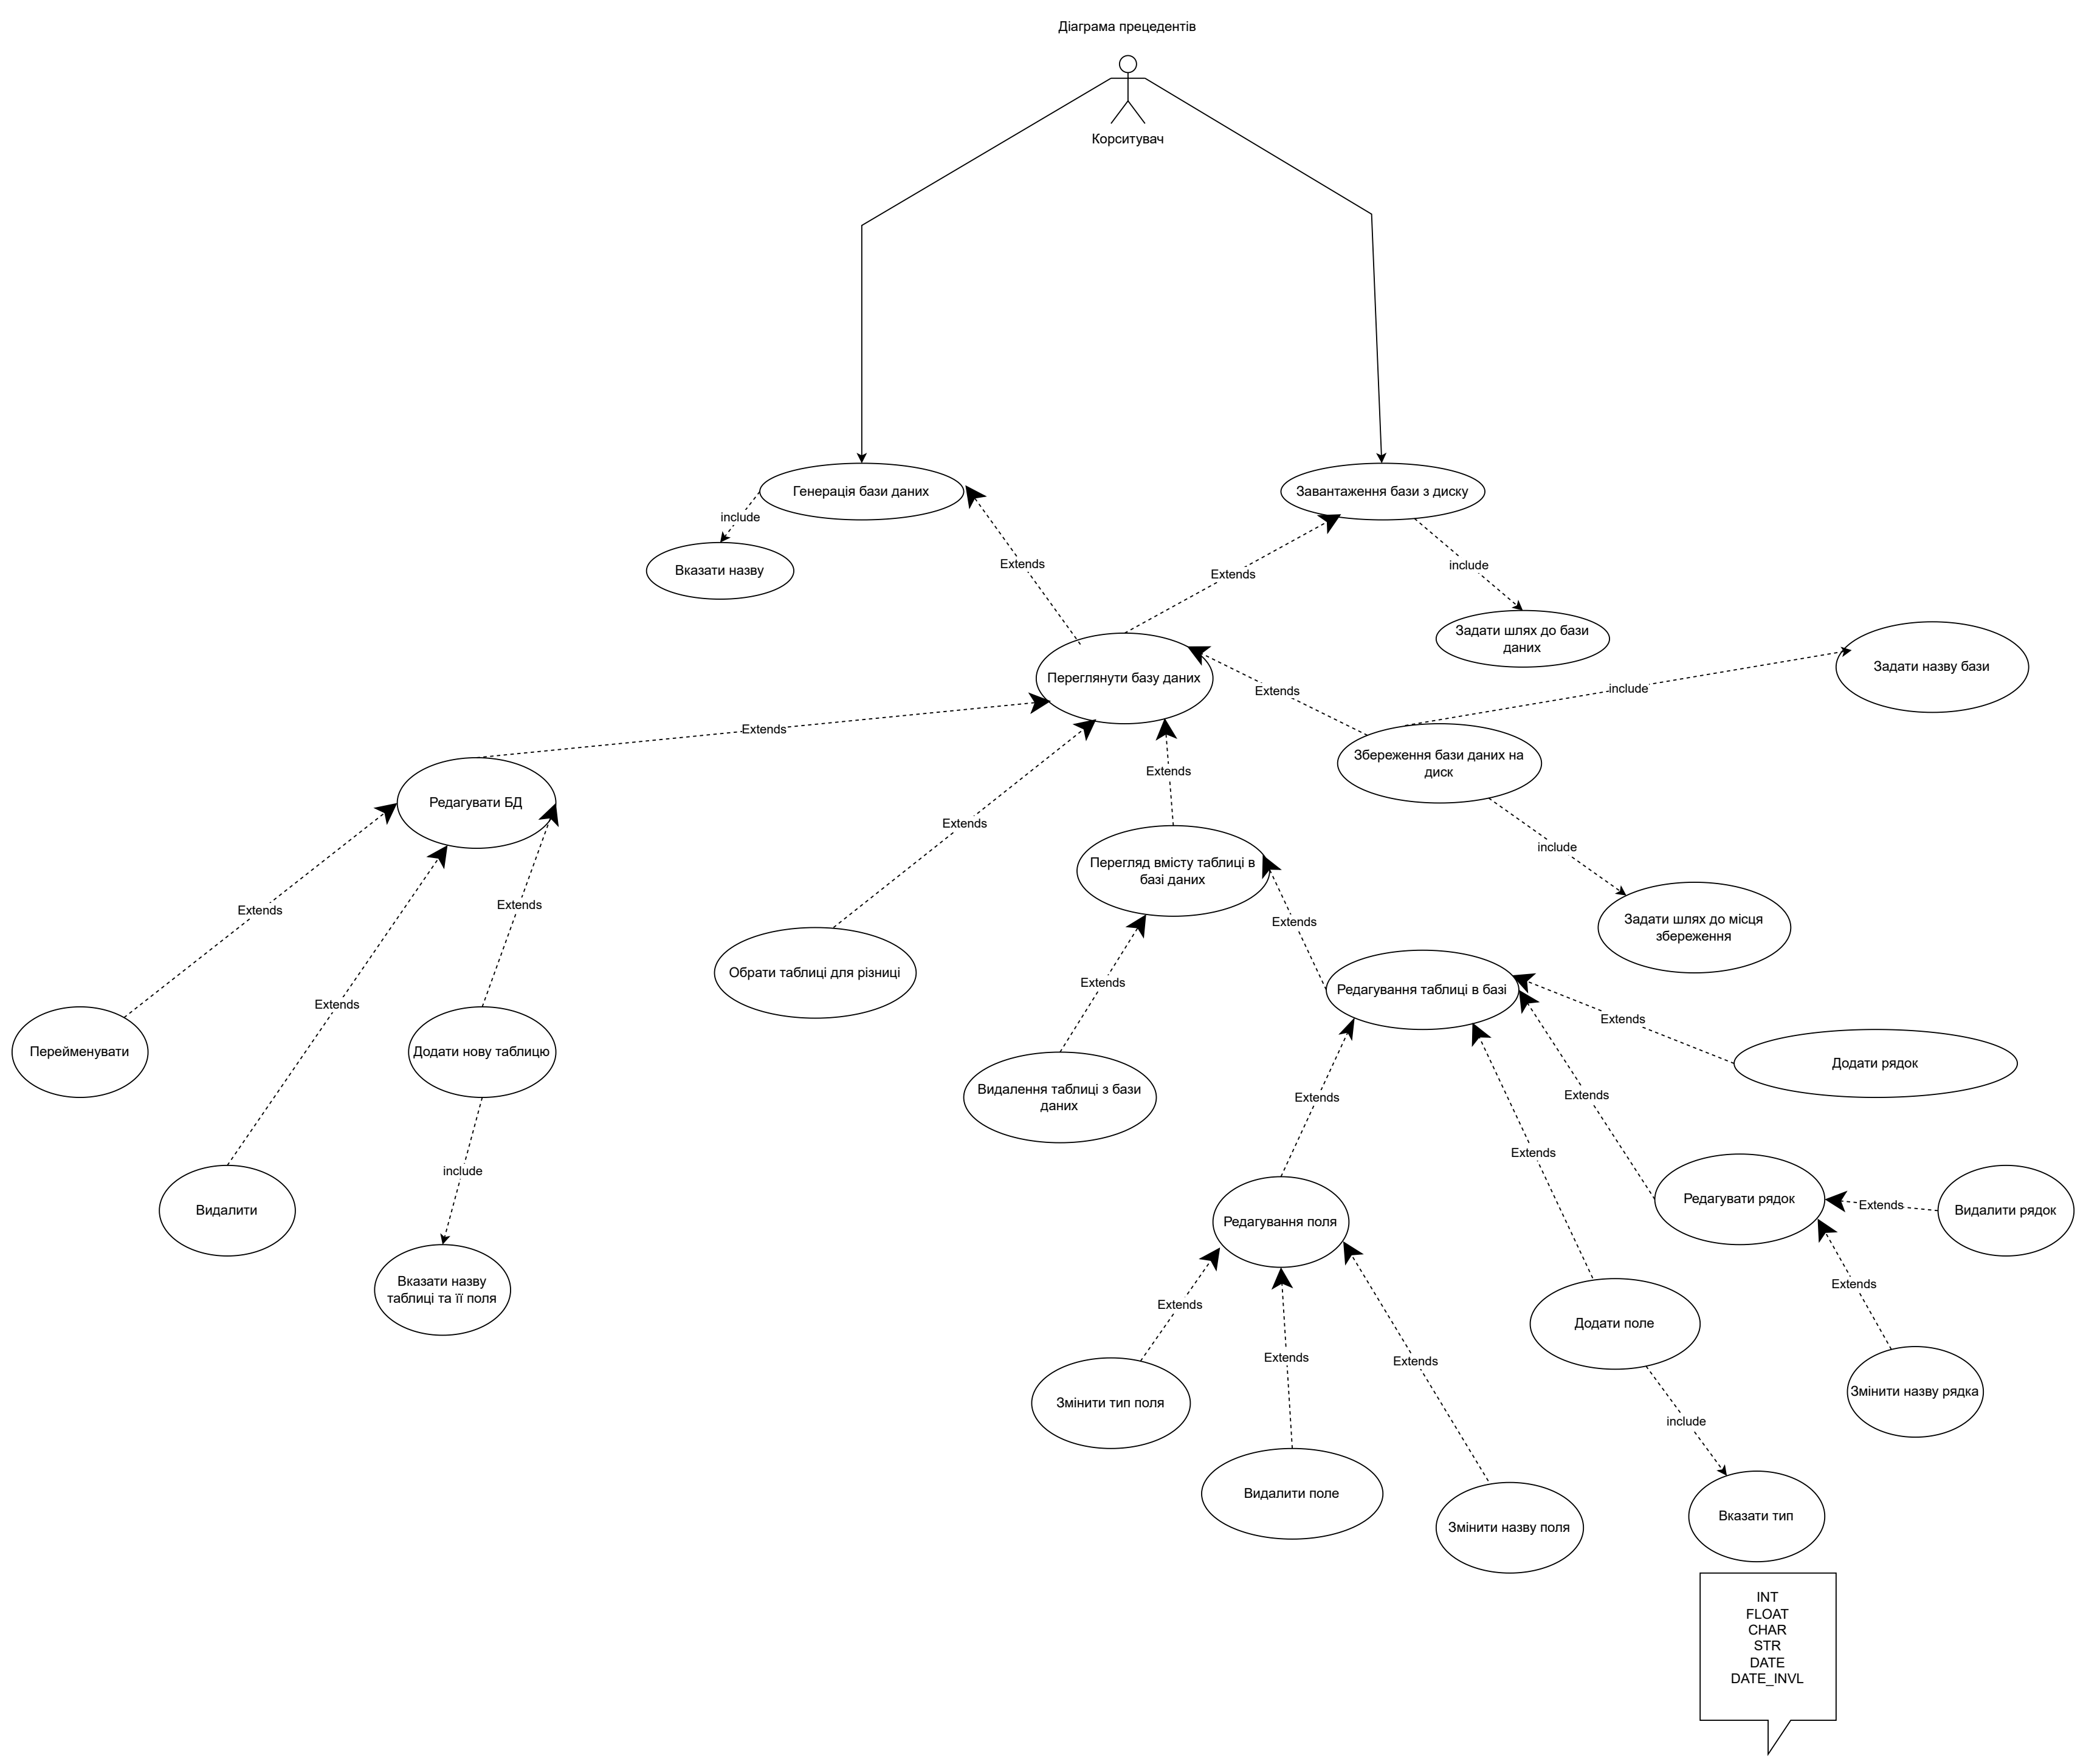 Діаграма прецедентів
Корситувач
Генерація бази даних
Завантаження бази з диску
include
Вказати назву
Extends
Extends
include
Задати шлях до бази
даних
Переглянути базу даних
Задати назву бази
Extends
include
Extends
Збереження бази даних на
диск
Extends
Редагувати БД
Extends
include
Перегляд вмісту таблиці в
базі даних
Extends
Extends
Extends
Задати шлях до місця
збереження
Обрати таблиці для різниці
Extends
Редагування таблиці в базі
Extends
Extends
Перейменувати
Додати нову таблицю
Видалення таблиці з бази
даних
Додати рядок
Extends
Extends
Extends
include
Видалити
Редагування поля
Редагувати рядок
Extends
Видалити рядок
Вказати назву
таблиці та її поля
Extends
Extends
Extends
Extends
Додати поле
Змінити тип поля
Змінити назву рядка
include
Видалити поле
Змінити назву поля
Вказати тип
INT
FLOAT
CHAR
STR
DATE
DATE_INVL